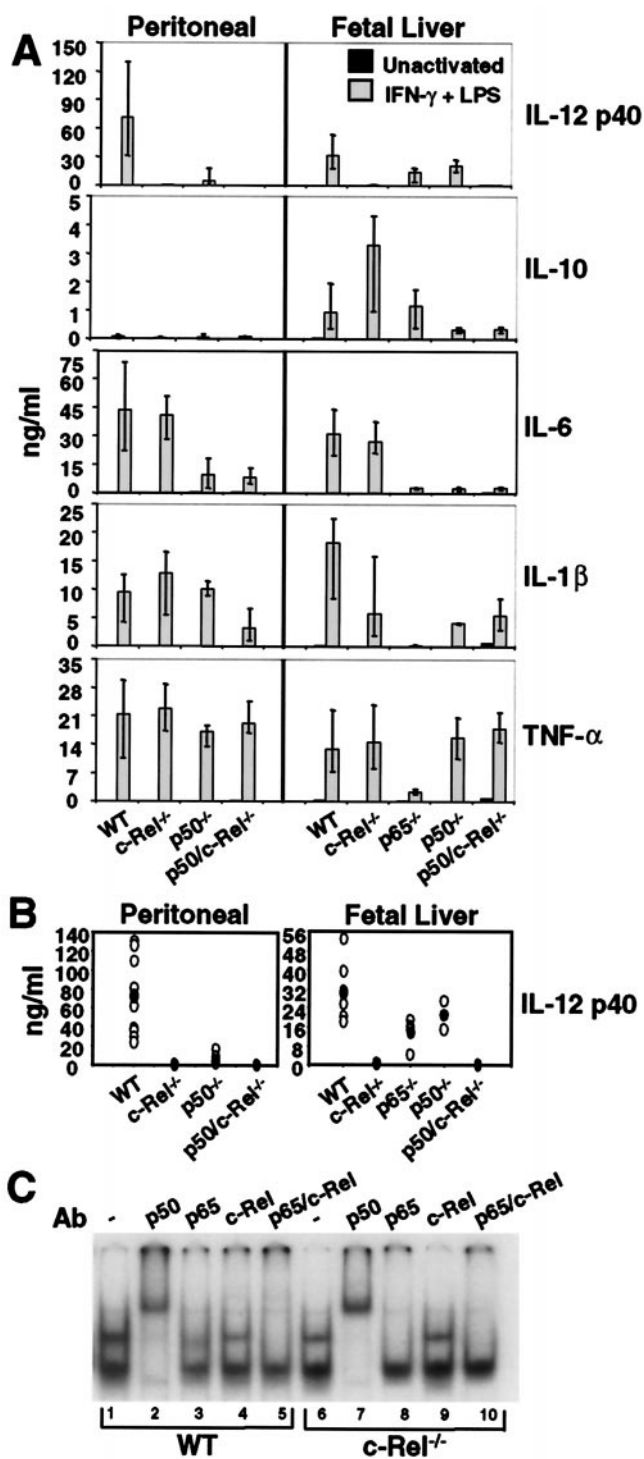 A
Peritoneal
Fetal Liver
Unactivated
IFN-γ + LPS
150
120
90
60
30
0
IL-12 p40
5
4
3
2
1
0
IL-10
75
60
45
30
15
0
IL-6
ng/ml
25
20
15
10
5
0
IL-1β
35
28
21
14
7
0
TNF-α
WT c-Rel-/- p50-/- p50/c-Rel-/- WT c-Rel-/- p65-/- p50-/- p50/c-Rel-/-
B
Peritoneal
Fetal Liver
140
120
100
80
60
40
20
0
ng/ml
56
48
40
32
24
16
8
0
IL-12 p40
WT c-Rel-/- p50-/- p50/c-Rel-/- WT c-Rel-/- p65-/- p50-/- p50/c-Rel-/-
C
Ab - p50 p65 c-Rel p65/c-Rel - p50 p65 c-Rel p65/c-Rel
1 2 3 4 5 6 7 8 9 10
WT c-Rel-/-